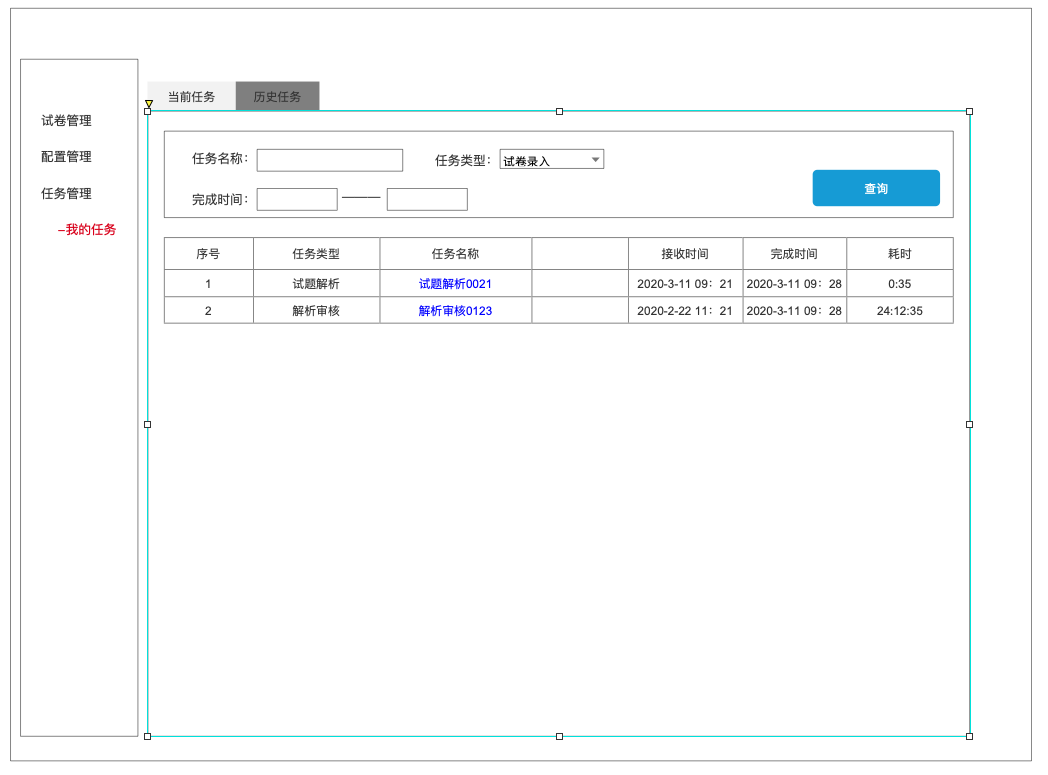 当前任务 历史任务
试卷管理
配置管理
任务管理
–我的任务
任务名称： 任务类型： 试卷录入
完成时间： ——— 查询
序号 任务类型 任务名称 接收时间 完成时间 耗时
1 试题解析 试题解析0021 2020-3-11 09：21 2020-3-11 09：28 0:35
2 解析审核 解析审核0123 2020-2-22 11：21 2020-3-11 09：28 24:12:35